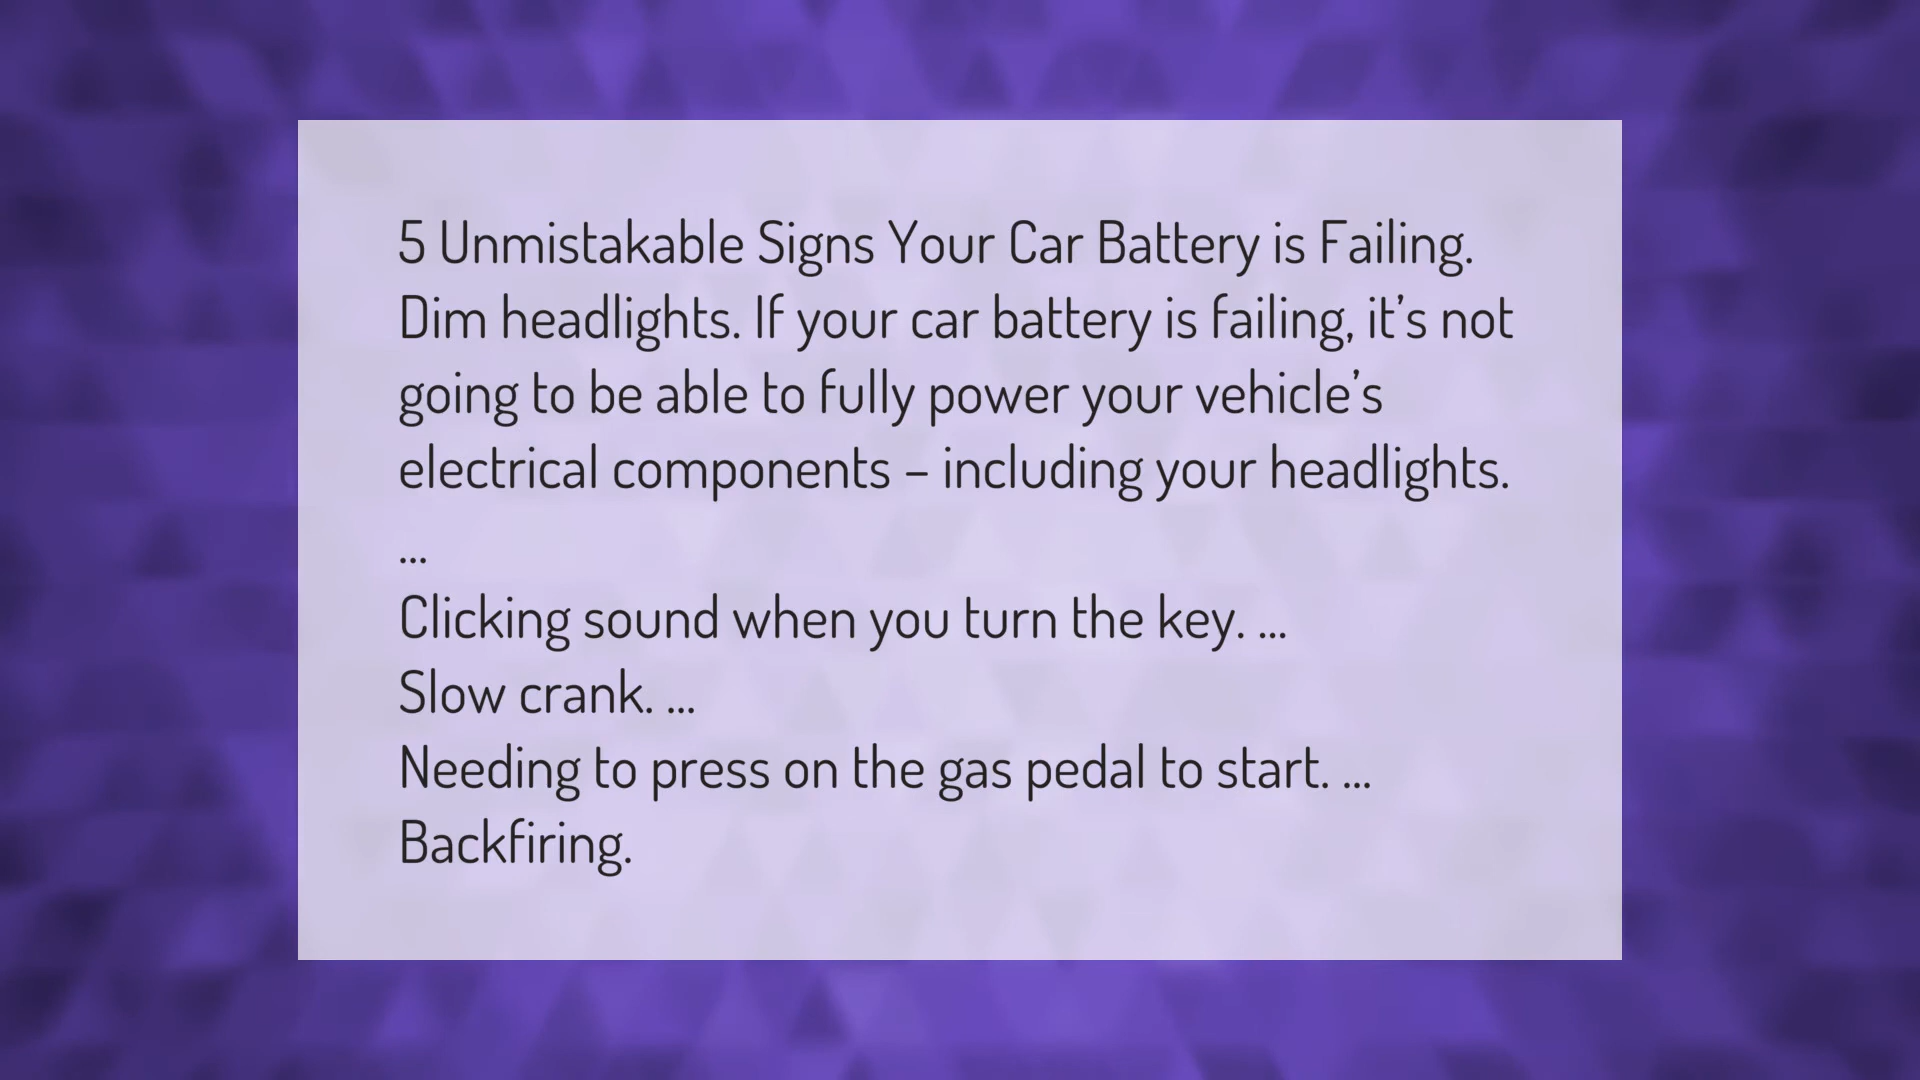 5 Unmistakable Signs Your Car Battery is Failing.
Dim headlights. If your car battery is failing, it’s not
going to be able to fully power your vehicle’s
electrical components – including your headlights.
...
Clicking sound when you turn the key. ...
Slow crank. ...
Needing to press on the gas pedal to start. ...
Backfiring.